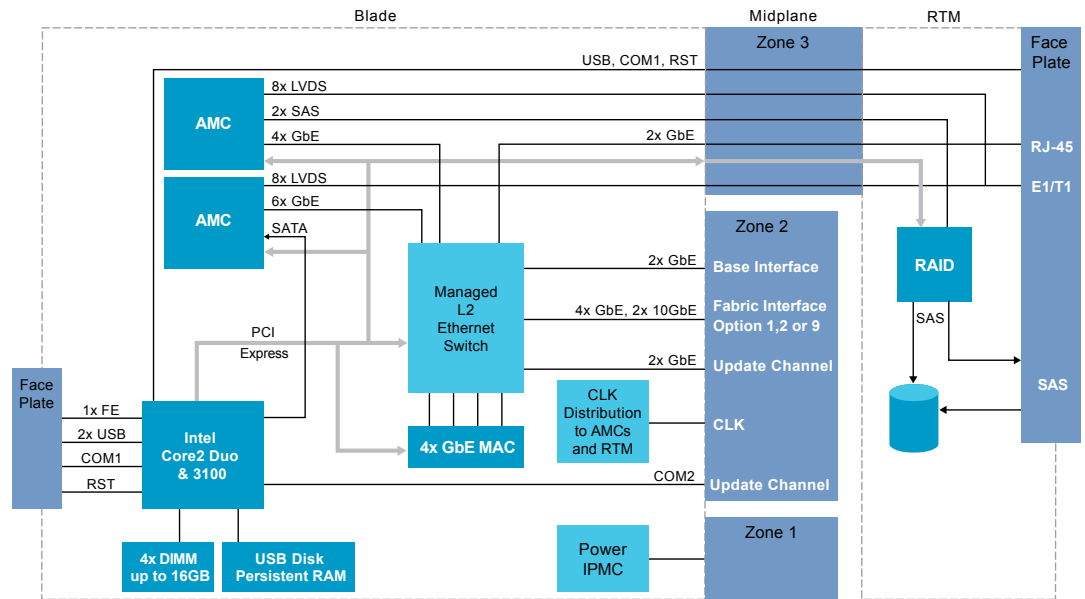 Blade
Midplane
RTM
Zone 3
Face
Plate
USB, COM1, RST
8x LVDS
AMC
2x SAS
4x GbE
2x GbE
RJ-45
8x LVDS
E1/T1
AMC
6x GbE
SATA
Zone 2
2x GbE
Base Interface
RAID
Managed
L2
Ethernet
Switch
4x GbE, 2x 10GbE
Fabric Interface
Option 1,2 or 9
SAS
PCI
Express
2x GbE
Update Channel
Face
Plate
SAS
1x FE
2x USB
COM1
RST
Intel
Core2 Duo
& 3100
4x GbE MAC
CLK
Distribution
to AMCs
and RTM
CLK
COM2
Update Channel
4x DIMM
up to 16GB
USB Disk
Persistent RAM
Power
IPMC
Zone 1